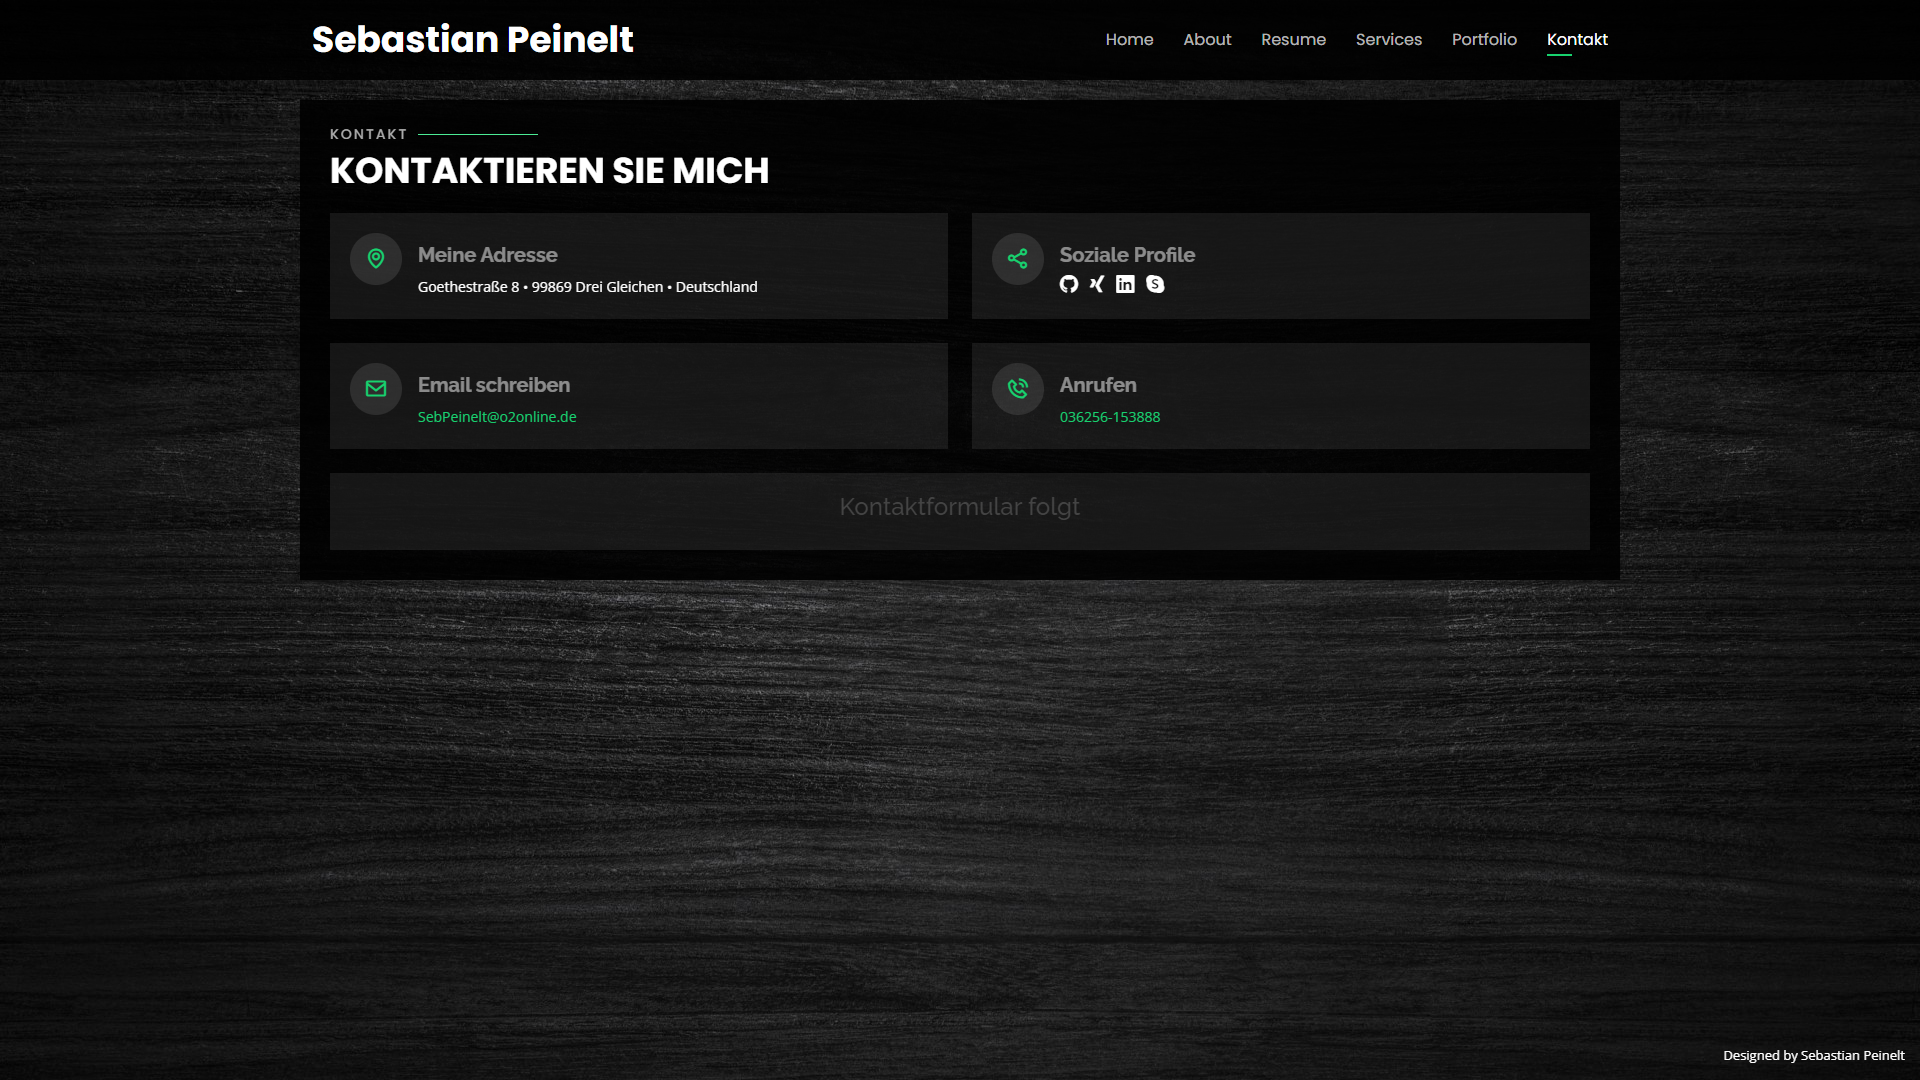 Sebastian Peinelt
Home About Resume Services Portfolio Kontakt
KONTAKT
KONTAKTIEREN SIE MICH
Meine Adresse
Goethestraße 8 • 99869 Drei Gleichen • Deutschland
Soziale Profile
Email schreiben
SebPeinelt@o2online.de
Anrufen
036256-153888
Kontaktformular folgt
Designed by Sebastian Peinelt